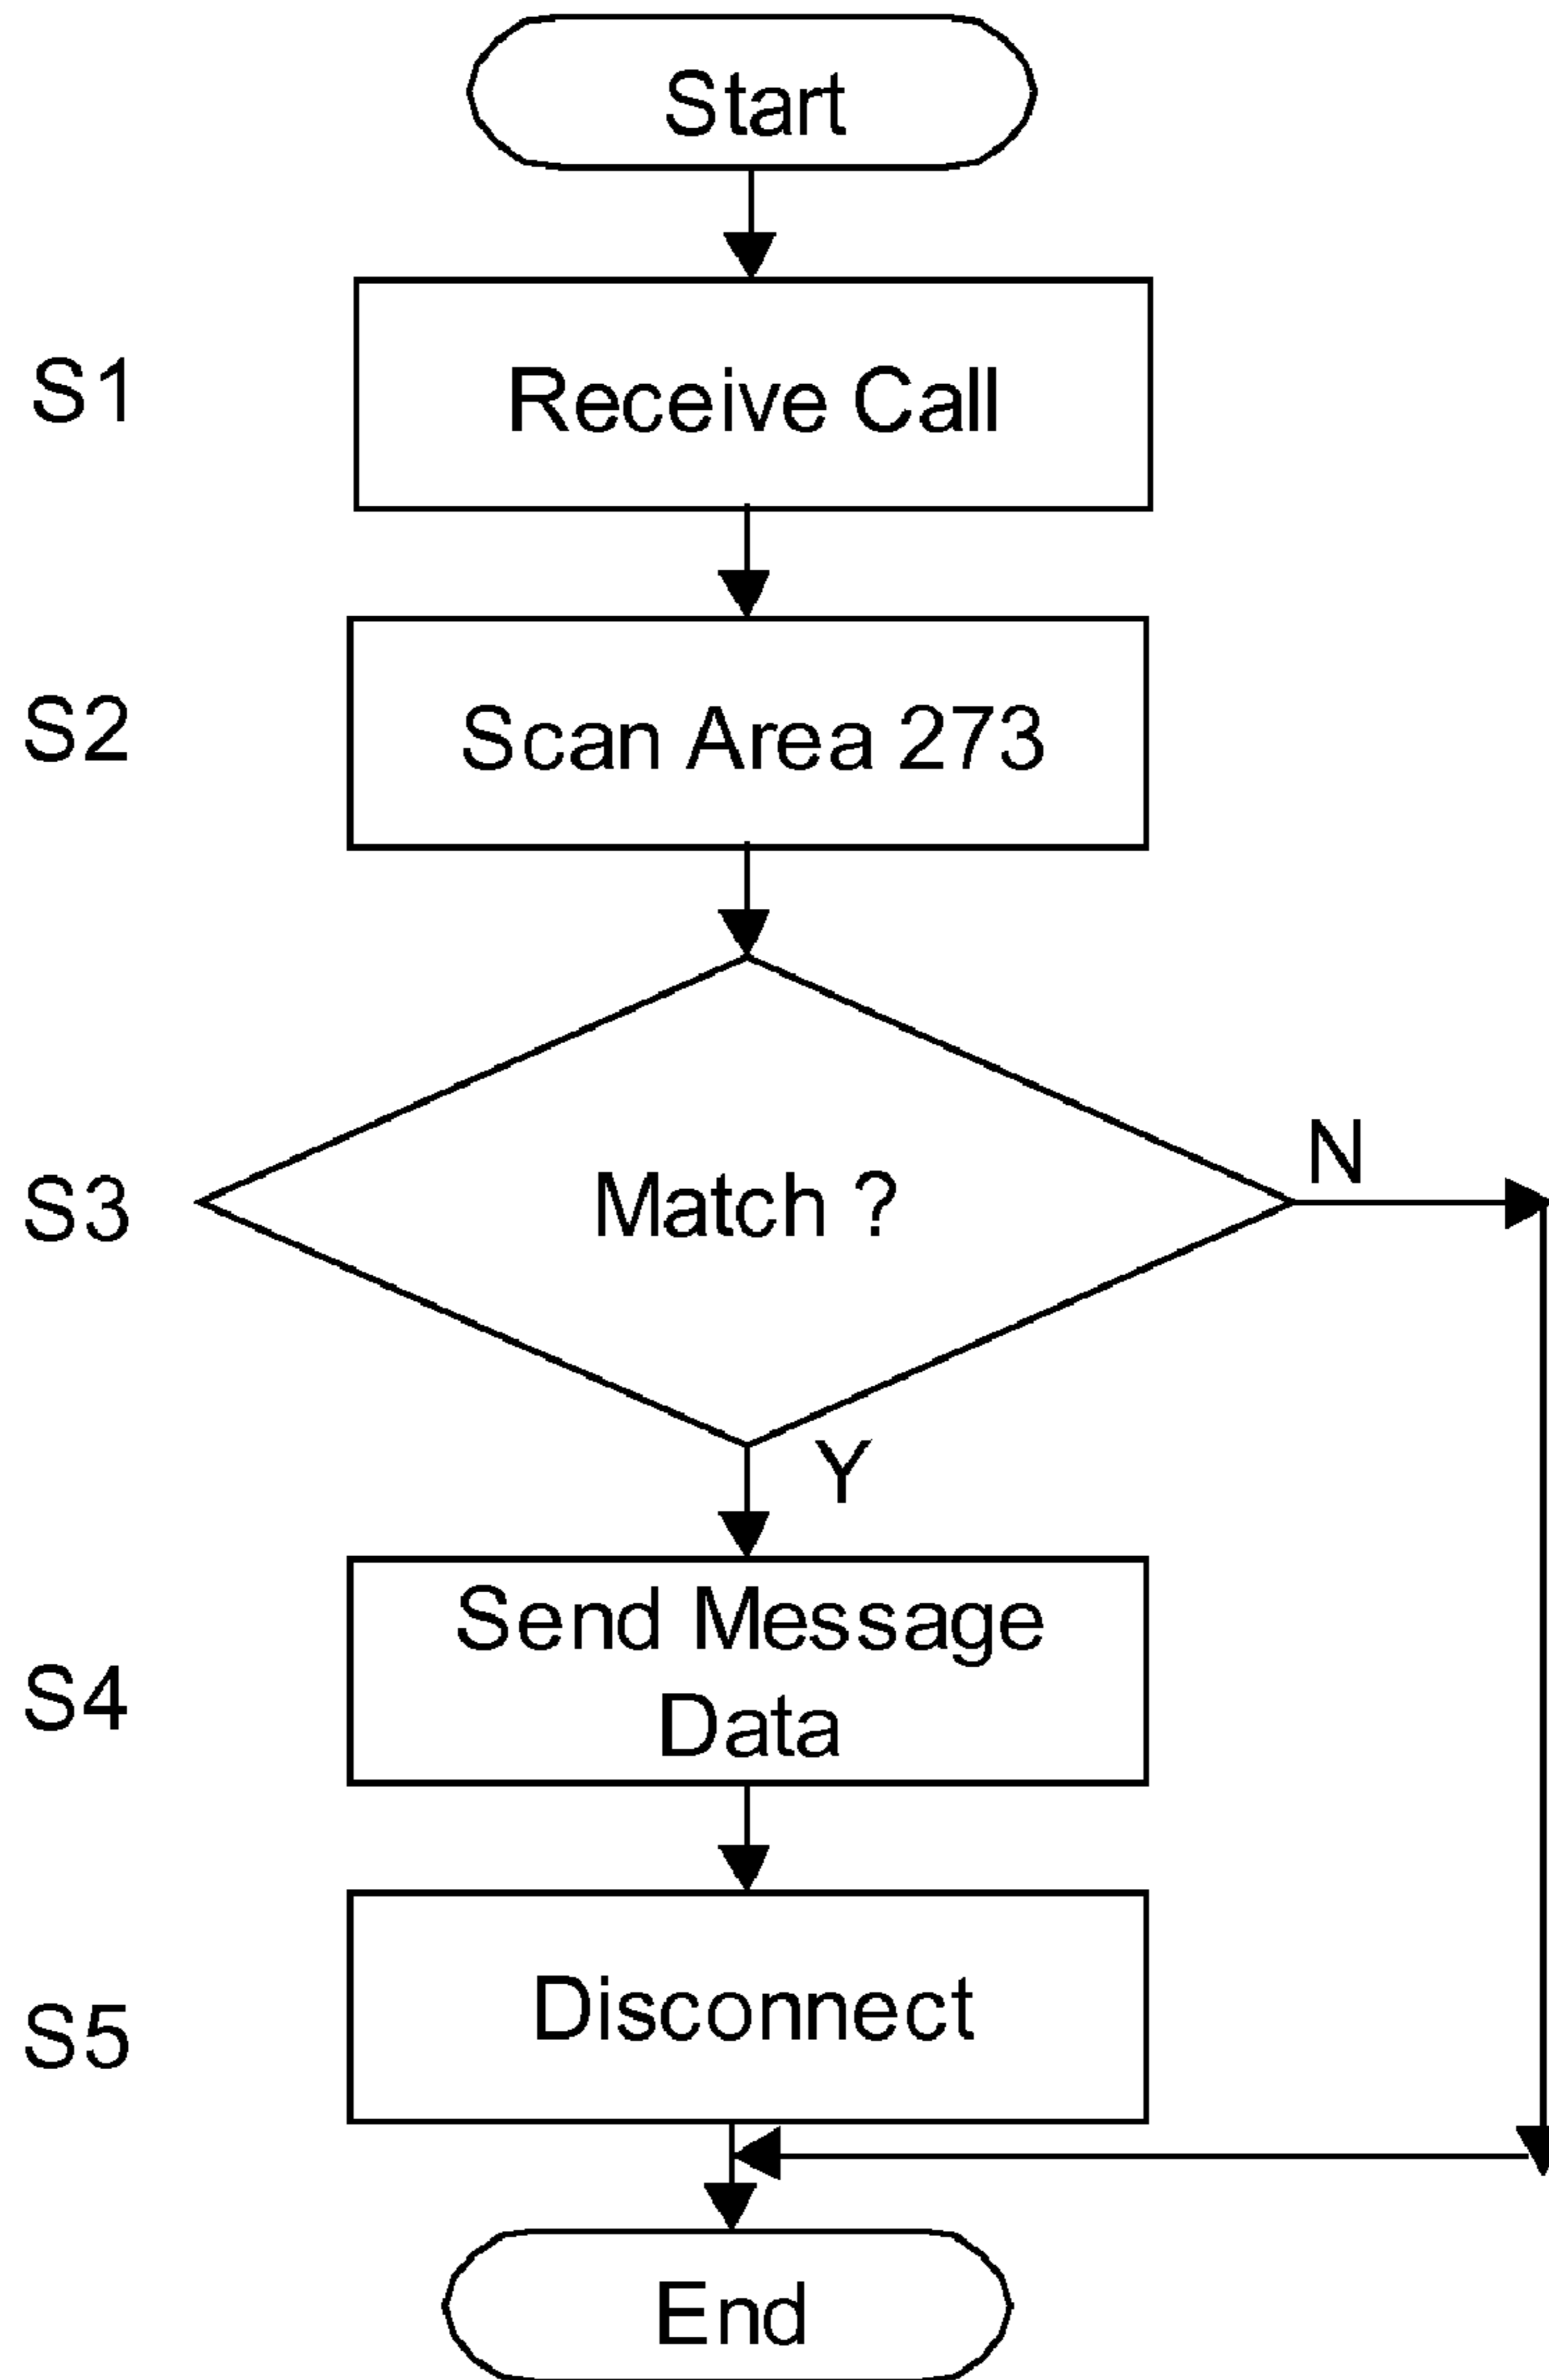 Start
S1
Receive Call
S2
Scan Area 273
S3
Match ?
N
Y
S4
Send Message
Data
S5
Disconnect
End